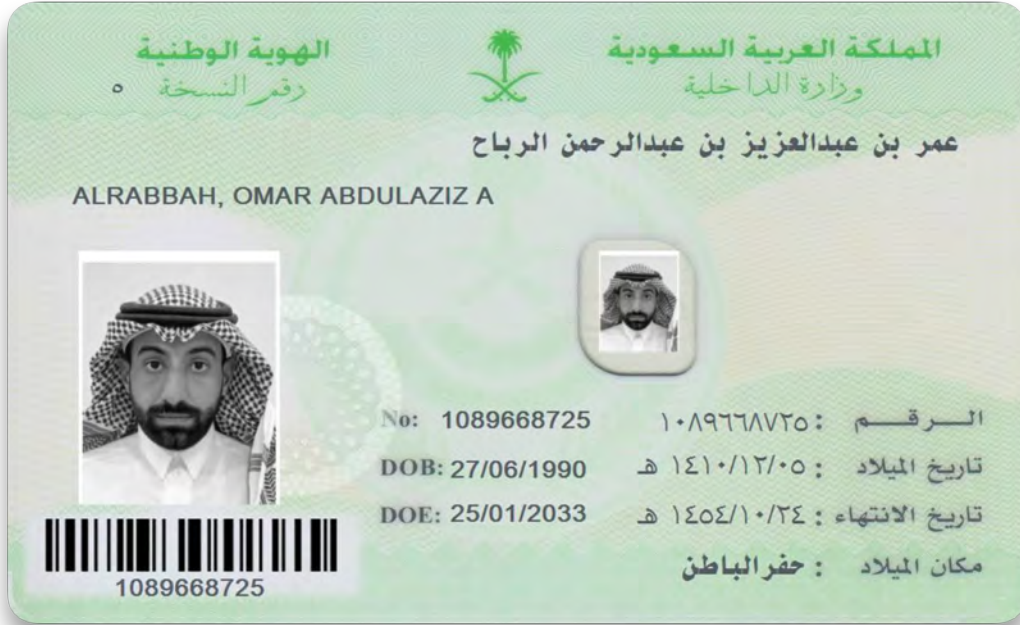 المملكة العربية السعودية
وزارة الداخلية
الهوية الوطنية
رقم النسخة ٥
عمر بن عبدالعزيز بن عبدالرحمن الرباح
ALRABBAH, OMAR ABDULAZIZ A
الرقم : ١٠٨٩٦٦٨٧٢٥ No: 1089668725
تاريخ الميلاد : ١٤١٠/١٢/٠٥ هـ DOB: 27/06/1990
تاريخ الانتهاء : ١٤٥٤/١٠/٢٤ هـ DOE: 25/01/2033
مكان الميلاد : حفر الباطن
1089668725